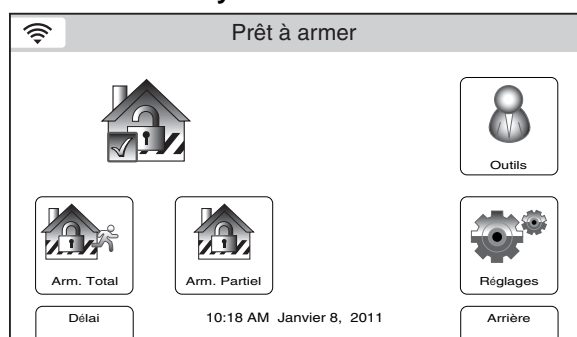 Prêt à armer
Outils
Arm. Total
Arm. Partiel
Réglages
Délai
10:18 AM Janvier 8, 2011
Arrière